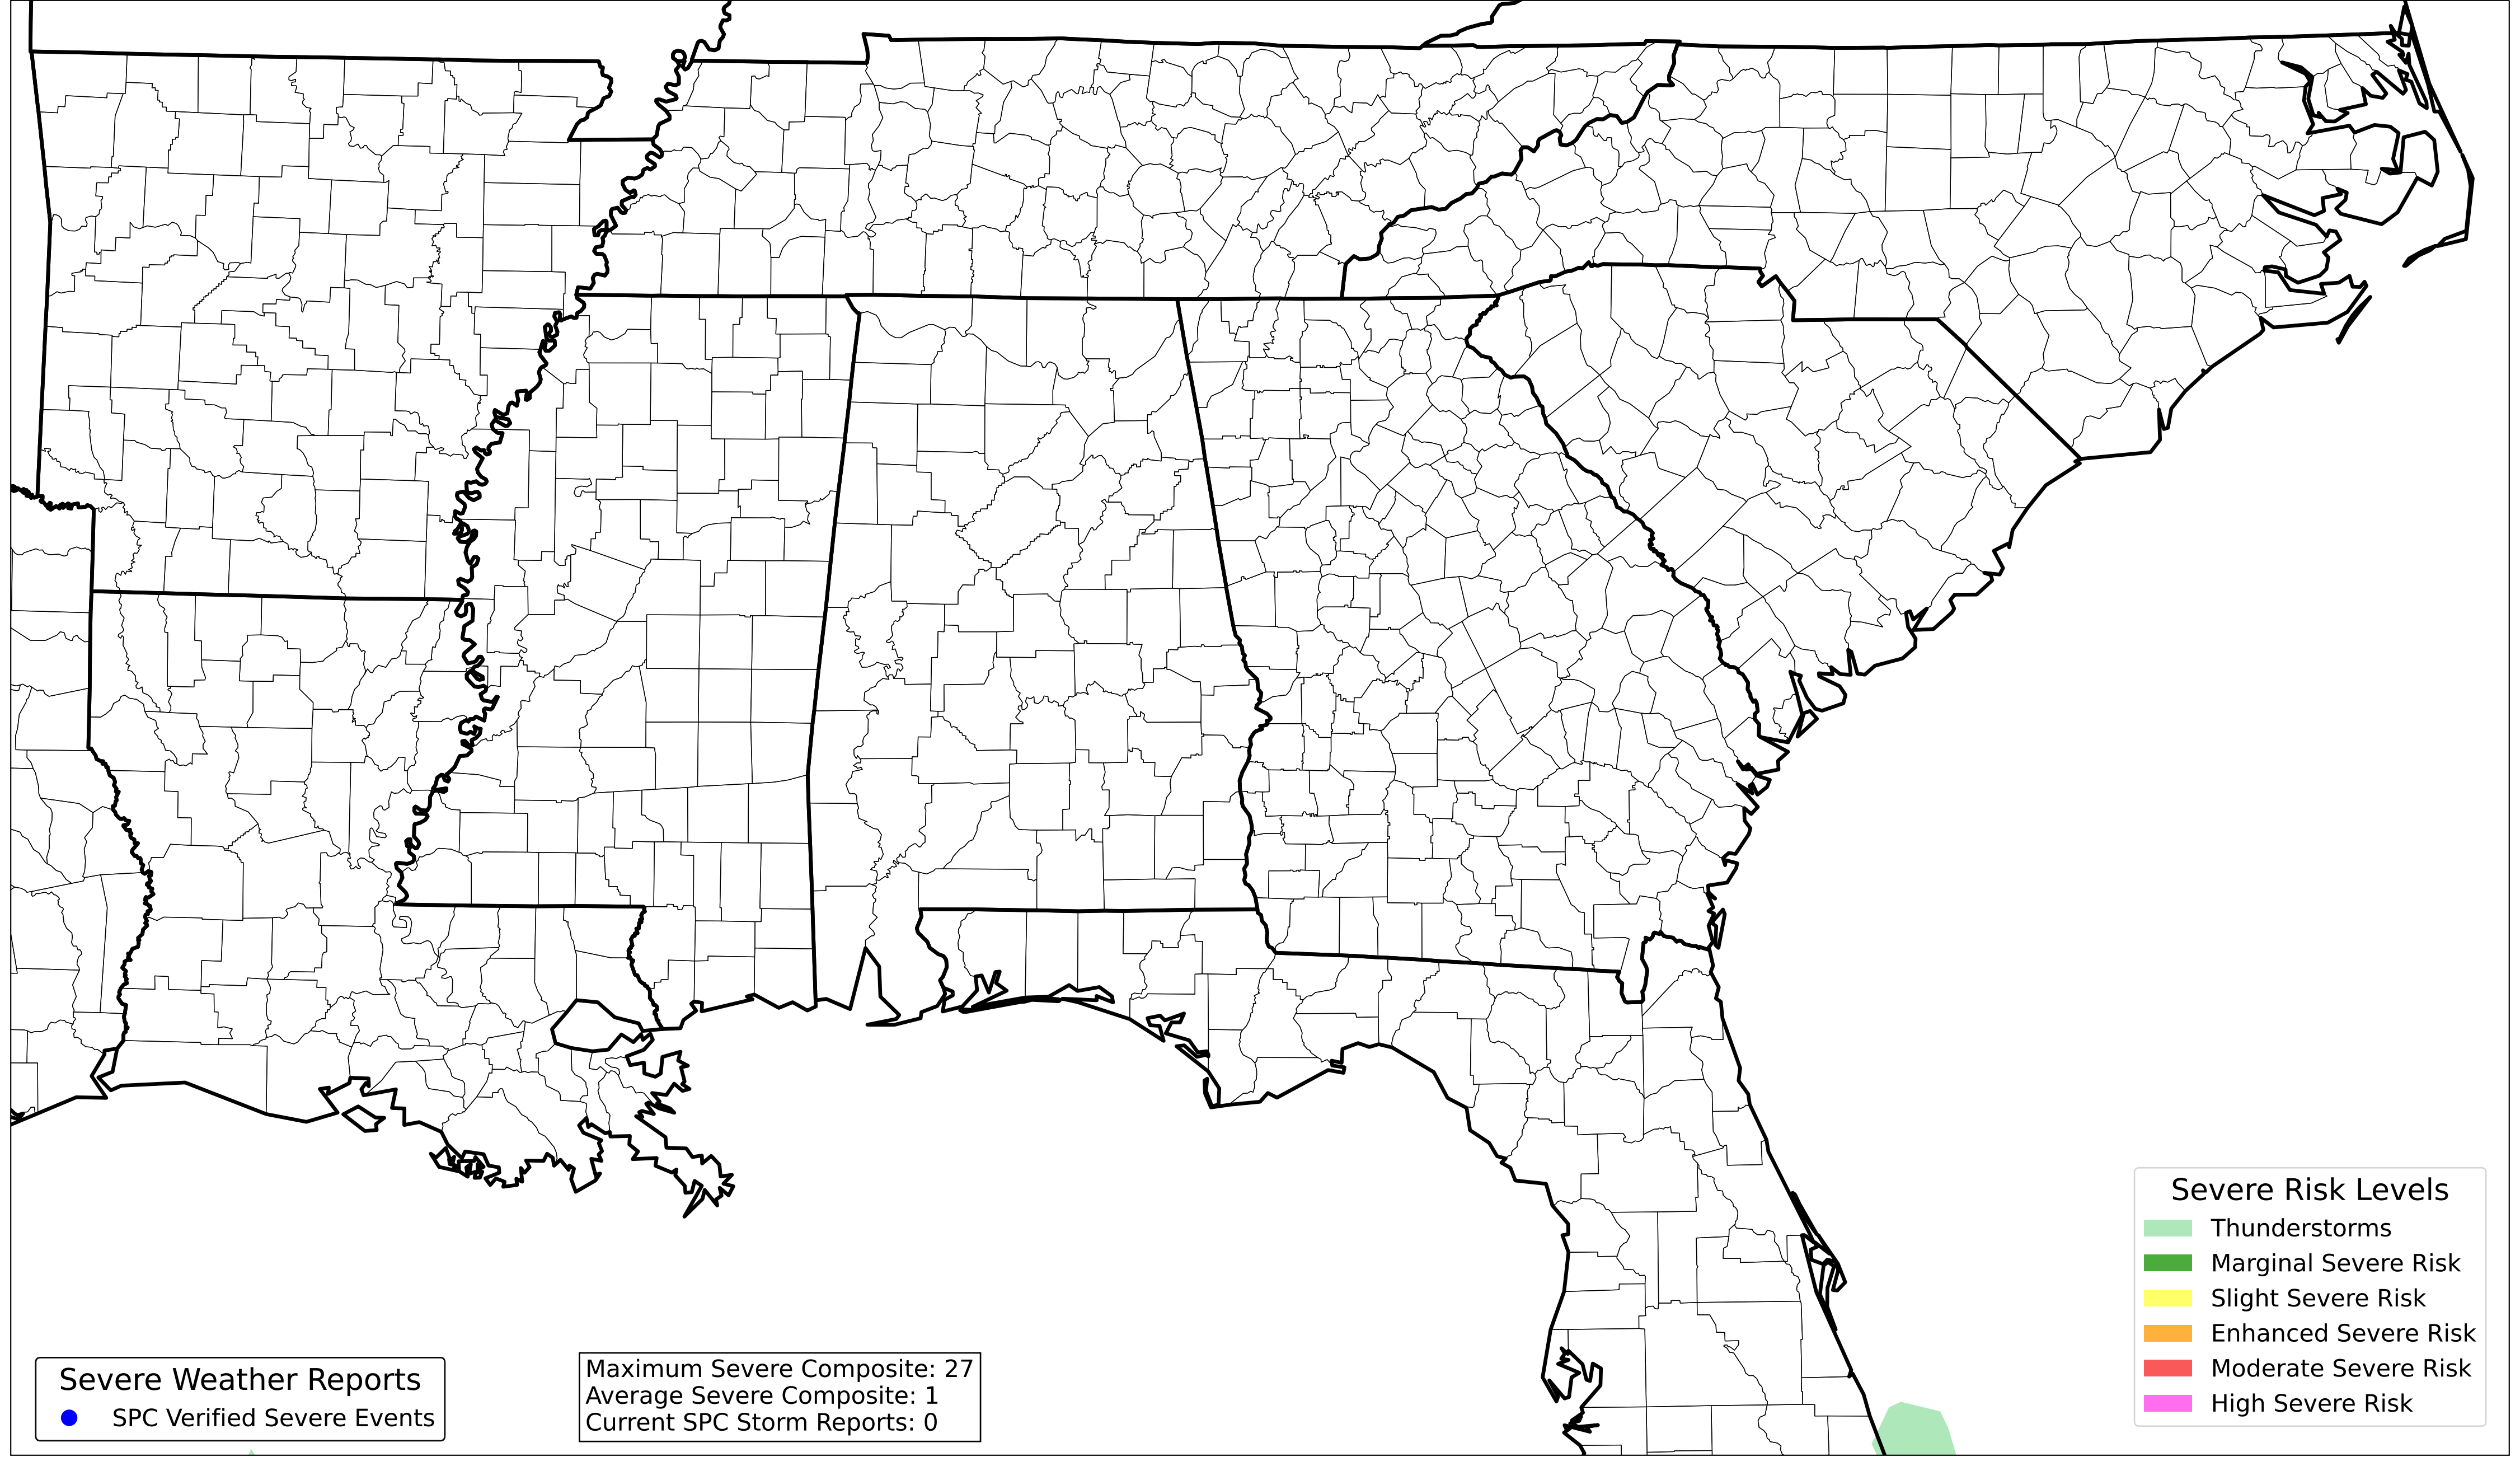 Severe Weather Reports
SPC Verified Severe Events
Maximum Severe Composite: 27
Average Severe Composite: 1
Current SPC Storm Reports: 0
Severe Risk Levels
Thunderstorms
Marginal Severe Risk
Slight Severe Risk
Enhanced Severe Risk
Moderate Severe Risk
High Severe Risk